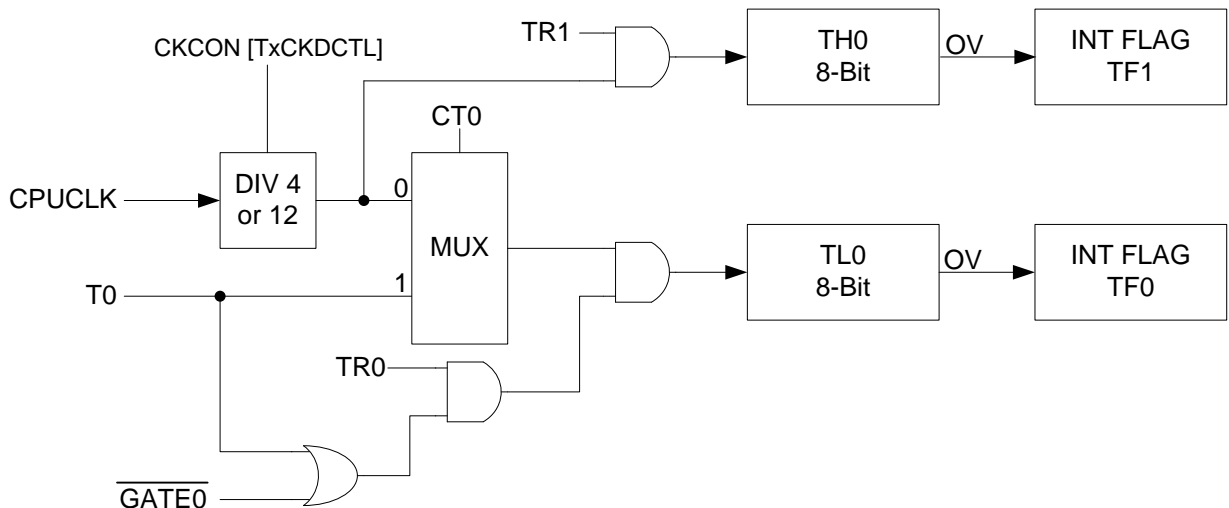 TR1
TH0
8-Bit
OV
INT FLAG
TF1
CKCON [TxCKDCTL]
CT0
CPUCLK
DIV 4
or 12
0
MUX
TL0
8-Bit
OV
INT FLAG
TF0
T0
1
TR0
GATE0